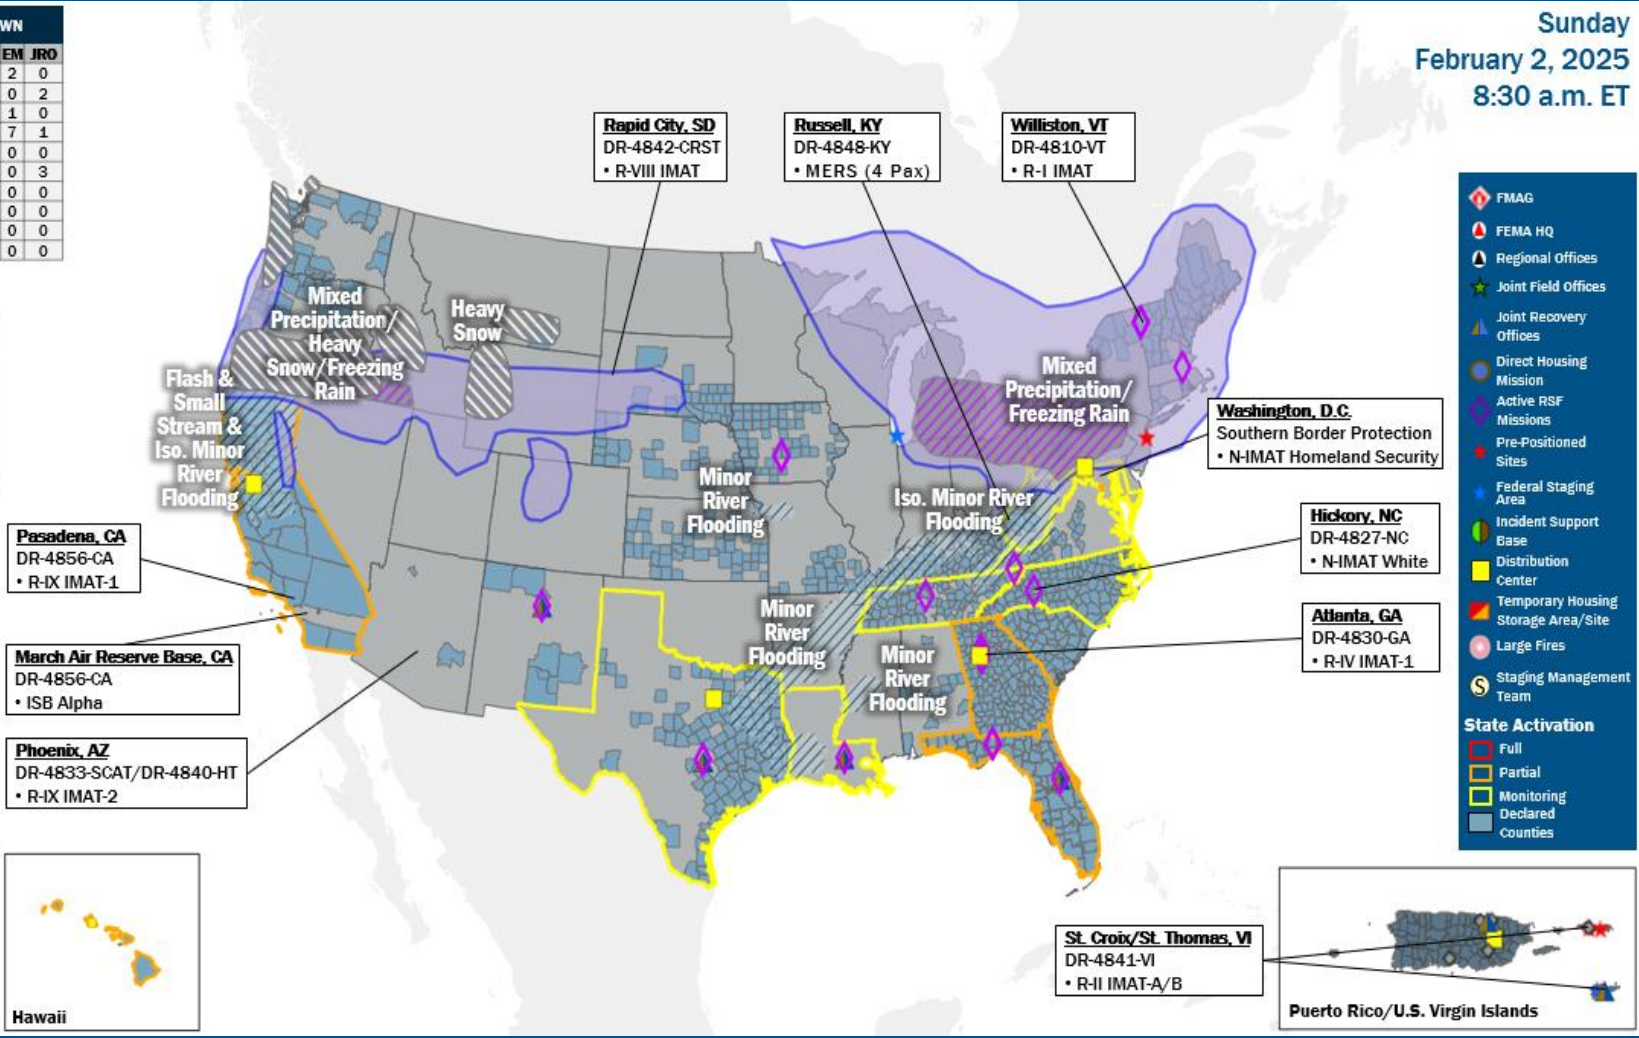 WN
EM JRO
2 0
0 2
1 0
7 1
0 0
0 3
0 0
0 0
0 0
0 0
Sunday
February 2, 2025
8:30 a.m. ET
Rapid City, SD
DR-4842-CRST
• R-VIII IMAT
Russell, KY
DR-4848-KY
• MERS (4 Pax)
Williston, VT
DR-4810-VT
• R-I IMAT
Mixed
Precipitation/
Heavy
Snow/Freezing
Rain
Heavy
Snow
Flash &
Small
Stream &
Iso. Minor
River
Flooding
Mixed
Precipitation/
Freezing Rain
Washington, D.C.
Southern Border Protection
• N-IMAT Homeland Security
Minor
River
Flooding
Iso. Minor River
Flooding
Hickory, NC
DR-4827-NC
• N-IMAT White
Pasadena, CA
DR-4856-CA
• R-IX IMAT-1
Minor
River
Flooding
Minor
River
Flooding
Atlanta, GA
DR-4830-GA
• R-IV IMAT-1
March Air Reserve Base, CA
DR-4856-CA
• ISB Alpha
Phoenix, AZ
DR-4833-SCAT/DR-4840-HT
• R-IX IMAT-2
FMAG
FEMA HQ
Regional Offices
Joint Field Offices
Joint Recovery
Offices
Direct Housing
Mission
Active RSF
Missions
Pre-Positioned
Sites
Federal Staging
Area
Incident Support
Base
Distribution
Center
Temporary Housing
Storage Area/Site
Large Fires
S
Staging Management
Team
State Activation
Full
Partial
Monitoring
Declared
Counties
Hawaii
St. Croix/St. Thomas, VI
DR-4841-VI
• R-II IMAT-A/B
Puerto Rico/U.S. Virgin Islands